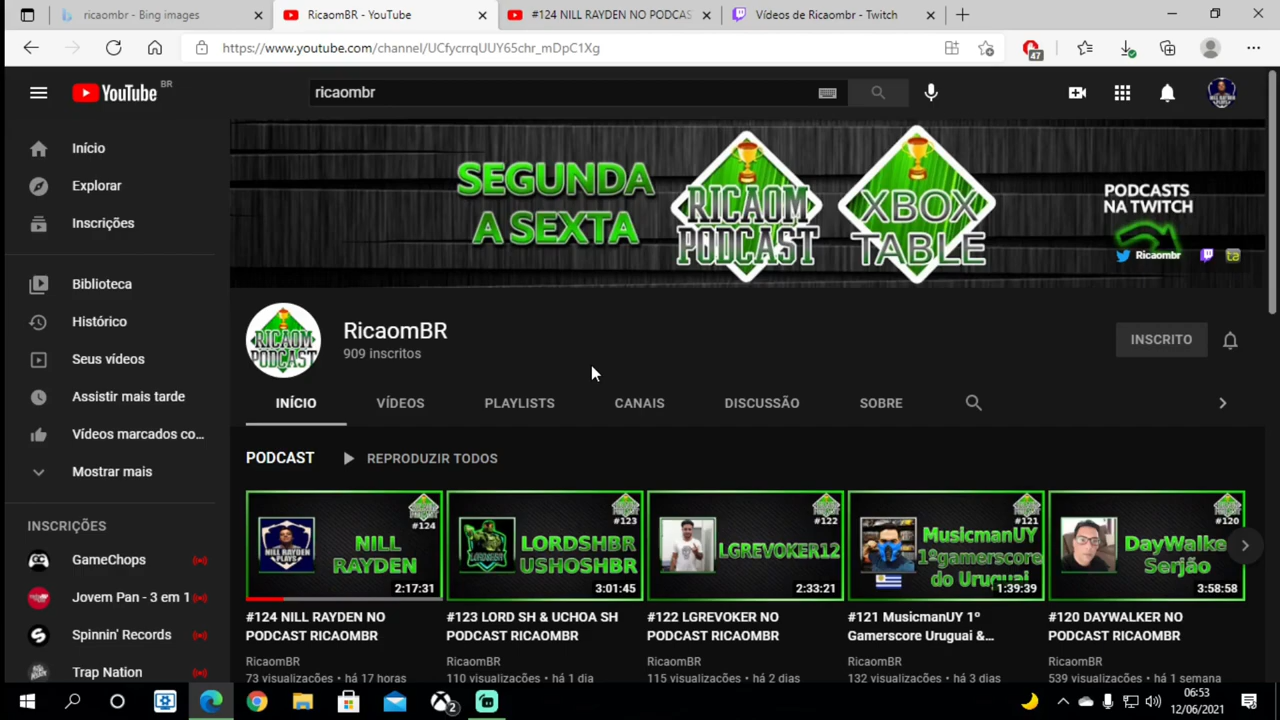 ricaombr - Bing images
RicaomBR - YouTube
#124 NILL RAYDEN NO PODCAS
Vídeos de Ricaombr - Twitch
https://www.youtube.com/channel/UCfycrrqUUY65chr_mDpC1Xg
47
YouTube BR
ricaombr
Início
Explorar
Inscrições
Biblioteca
Histórico
Seus vídeos
Assistir mais tarde
Vídeos marcados co...
Mostrar mais
INSCRIÇÕES
GameChops
Jovem Pan - 3 em 1
Spinnin' Records
Trap Nation
SEGUNDA
A SEXTA
RICAOM
PODCAST
XBOX
TABLE
PODCASTS
NA TWITCH
Ricaombr
RICAOM
PODCAST
RicaomBR
909 inscritos
INSCRITO
INÍCIO
VÍDEOS
PLAYLISTS
CANAIS
DISCUSSÃO
SOBRE
PODCAST
REPRODUZIR TODOS
#124
NILL
RAYDEN
2:17:31
#124 NILL RAYDEN NO
PODCAST RICAOMBR
RicaomBR
73 visualizações • há 17 horas
#123
LORDSHBR
USHOSHBR
3:01:45
#123 LORD SH & UCHOA SH
PODCAST RICAOMBR
RicaomBR
110 visualizações • há 1 dia
#122
LGREVOKER12
2:33:21
#122 LGREVOKER NO
PODCAST RICAOMBR
RicaomBR
115 visualizações • há 2 dias
#121
MusicmanUY
1ºgamerscore
do Uruguai
1:39:39
#121 MusicmanUY 1º
Gamerscore Uruguai &...
RicaomBR
132 visualizações • há 3 dias
#120
DayWalke
Serjão
3:58:58
#120 DAYWALKER NO
PODCAST RICAOMBR
RicaomBR
539 visualizações • há 1 semana
2
06:53
12/06/2021